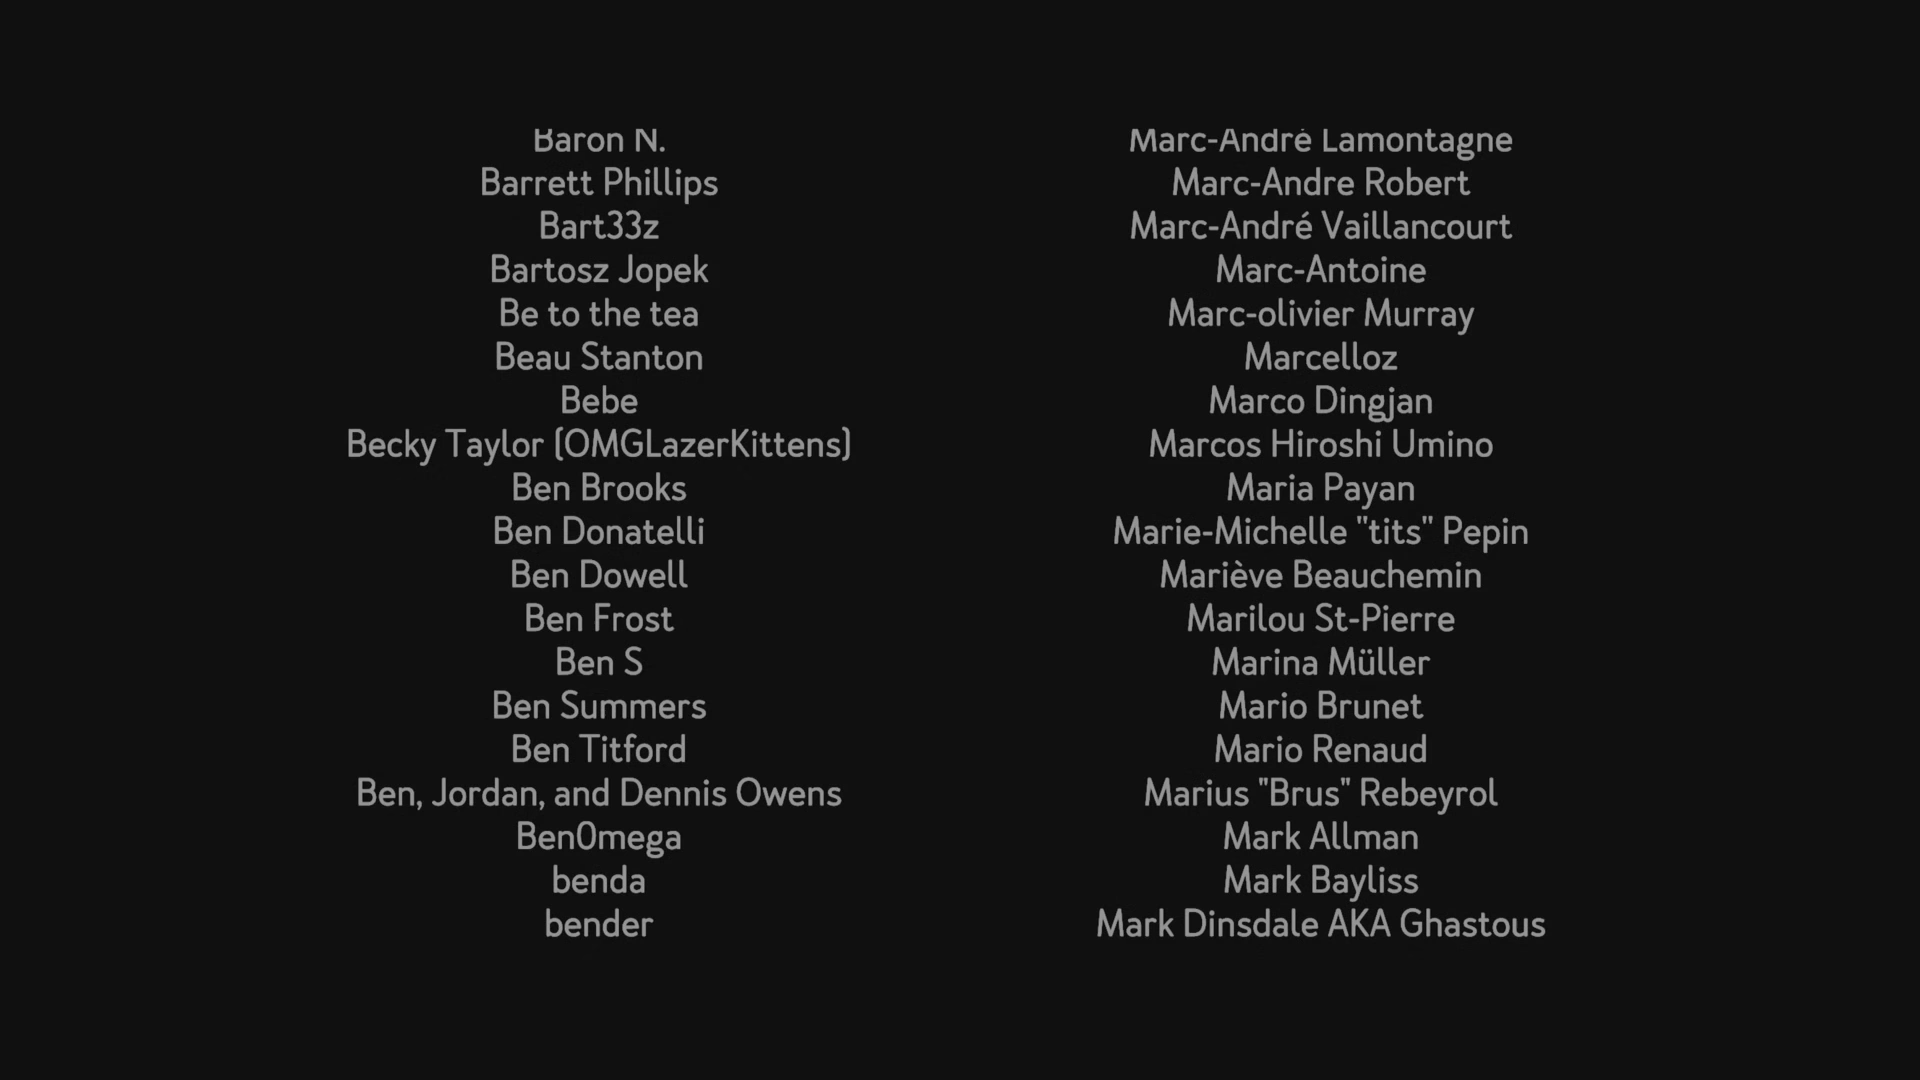 Baron N.
Barrett Phillips
Bart33z
Bartosz Jopek
Be to the tea
Beau Stanton
Bebe
Becky Taylor (OMGLazerKittens)
Ben Brooks
Ben Donatelli
Ben Dowell
Ben Frost
Ben S
Ben Summers
Ben Titford
Ben, Jordan, and Dennis Owens
Ben0mega
benda
bender
Marc-André Lamontagne
Marc-Andre Robert
Marc-André Vaillancourt
Marc-Antoine
Marc-olivier Murray
Marcelloz
Marco Dingjan
Marcos Hiroshi Umino
Maria Payan
Marie-Michelle "tits" Pepin
Mariève Beauchemin
Marilou St-Pierre
Marina Müller
Mario Brunet
Mario Renaud
Marius "Brus" Rebeyrol
Mark Allman
Mark Bayliss
Mark Dinsdale AKA Ghastous